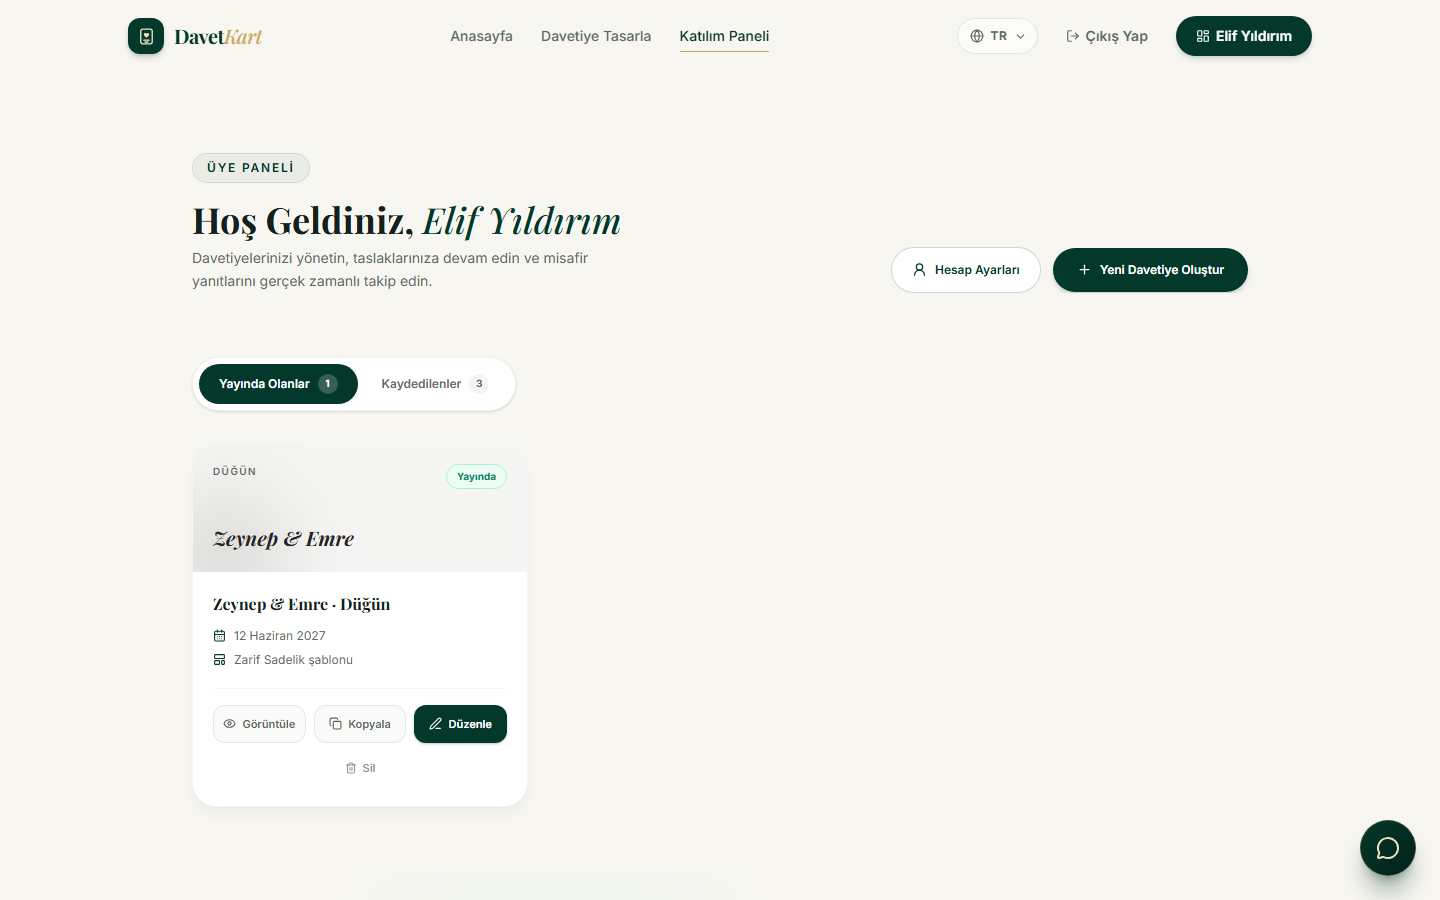 DavetKart
Anasayfa
Davetiye Tasarla
Katılım Paneli
TR
Çıkış Yap
Elif Yıldırım
ÜYE PANELİ
Hoş Geldiniz, Elif Yıldırım
Davetiyelerinizi yönetin, taslaklarınıza devam edin ve misafir
yanıtlarını gerçek zamanlı takip edin.
Hesap Ayarları
Yeni Davetiye Oluştur
Yayında Olanlar 1
Kaydedilenler 3
DÜĞÜN
Yayında
Zeynep & Emre
Zeynep & Emre · Düğün
12 Haziran 2027
Zarif Sadelik şablonu
Görüntüle
Kopyala
Düzenle
Sil